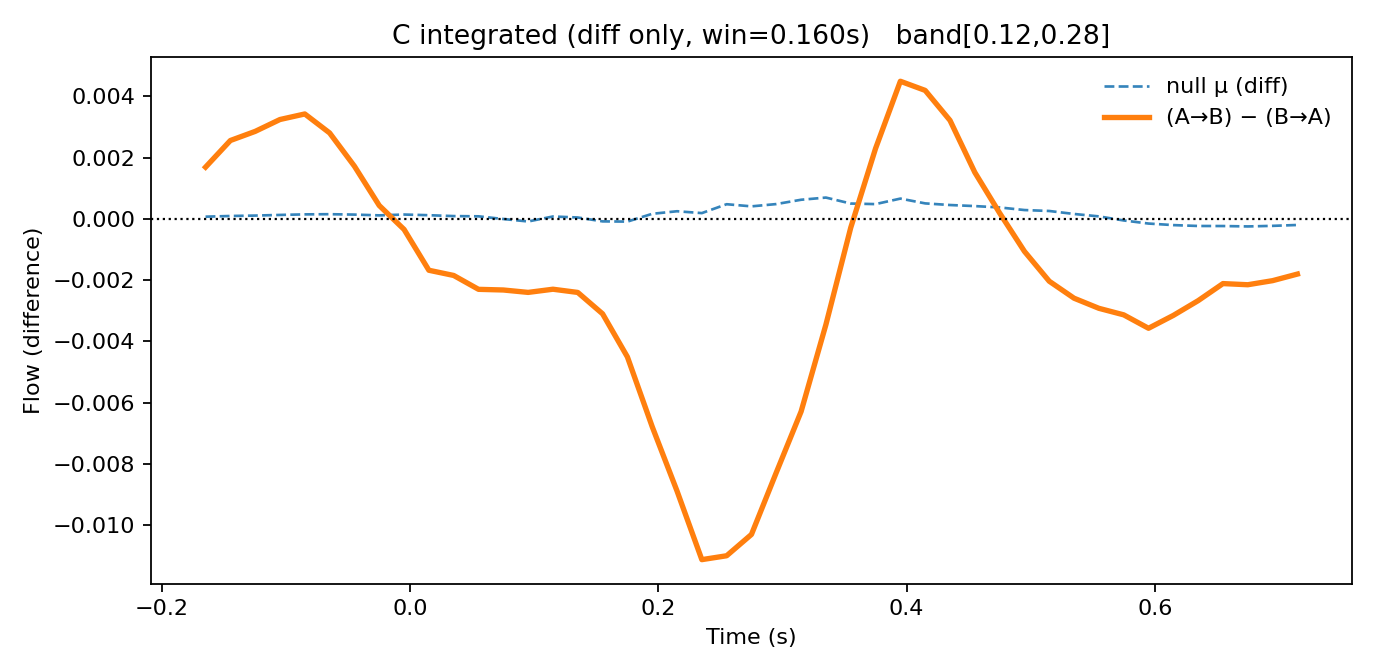 C integrated (diff only, win=0.160s)   band[0.12,0.28]
null μ (diff)
(A→B) − (B→A)
0.004
0.002
0.000
−0.002
−0.004
−0.006
−0.008
−0.010
Flow (difference)
−0.2
0.0
0.2
0.4
0.6
Time (s)